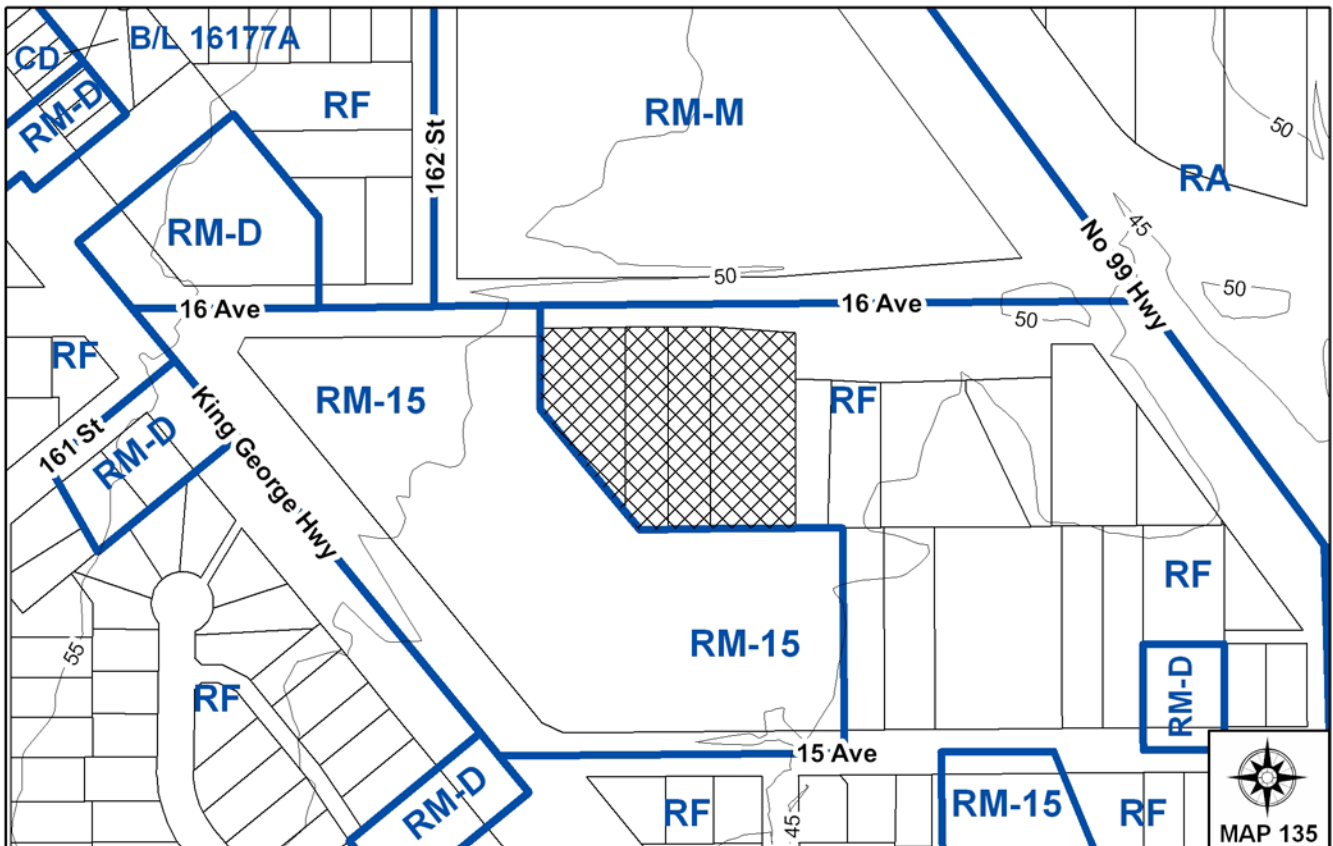 B/L 16177A
CD
RM-D
RF
162 St
RM-M
50
RA
45
No 99 Hwy
50
RM-D
50
16 Ave
16 Ave
50
RF
161 St
RM-D
King George Hwy
RM-15
RF
RF
RM-15
RM-D
55
RF
15 Ave
RM-D
RF
45
RM-15
RF
MAP 135